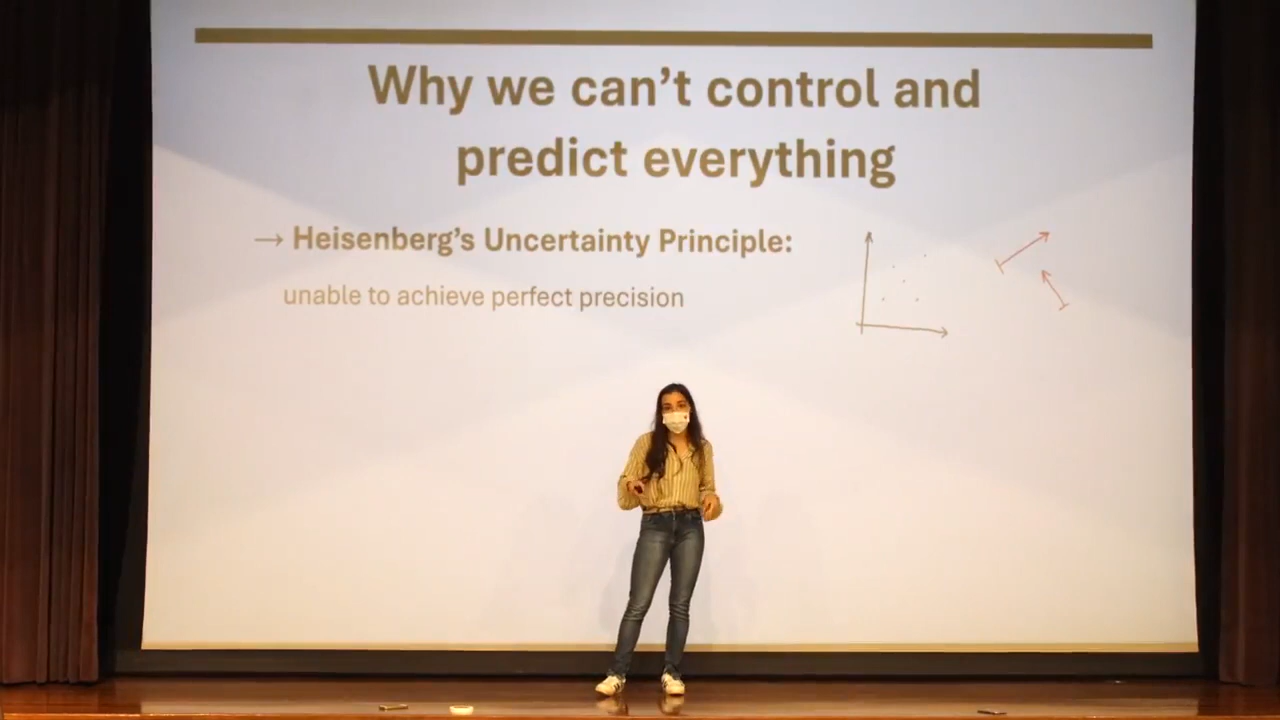 Why we can't control and
predict everything
→ Heisenberg's Uncertainty Principle:
unable to achieve perfect precision